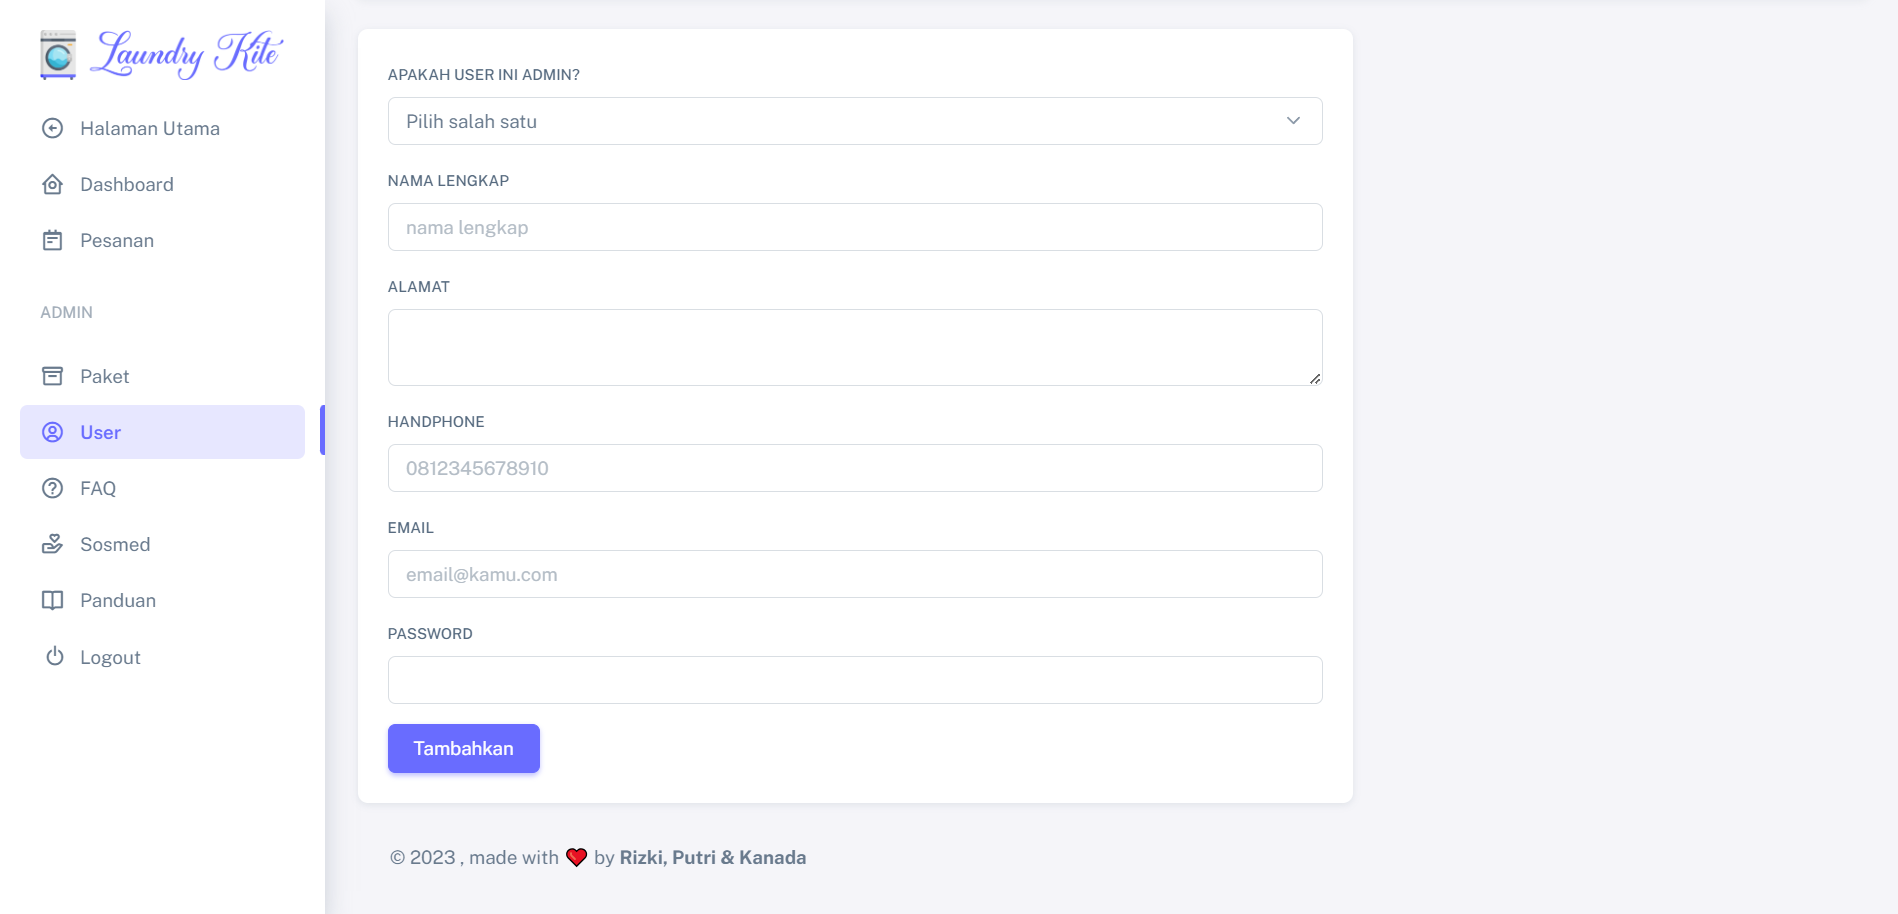 Laundry Kite
Halaman Utama
Dashboard
Pesanan
ADMIN
Paket
User
FAQ
Sosmed
Panduan
Logout
APAKAH USER INI ADMIN?
Pilih salah satu
NAMA LENGKAP
nama lengkap
ALAMAT
HANDPHONE
0812345678910
EMAIL
email@kamu.com
PASSWORD
Tambahkan
© 2023 , made with ❤️ by Rizki, Putri & Kanada